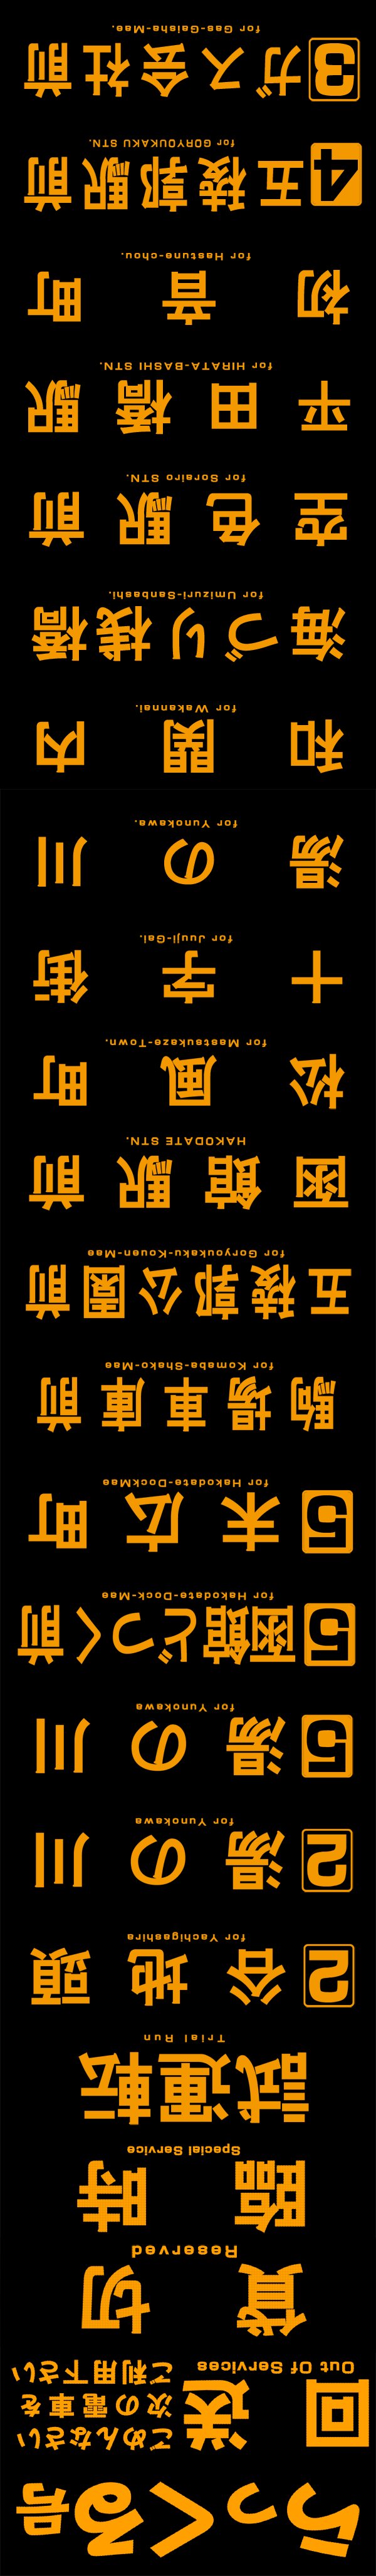 らっくる号
回送
Out Of Services
ごめんなさい
次の電車を
ご利用下さい
貸切
Reserved
臨時
Special Service
試運転
Trial Run
2 谷地頭
for Yachigashira
2 湯の川
for Yunokawa
5 湯の川
for Yunokawa
5 函館どつく前
for Hakodate-Dock-Mae
5 末広町
for Hakodate-DockMae
駒場車庫前
for Komaba-Shako-Mae
五稜郭公園前
for Goryoukaku-Kouen-Mae
函館駅前
HAKODATE STN.
松風町
for Mastsukaze-Town.
十字街
for Juuji-Gai.
湯の川
for Yunokawa.
和関内
for Wakannai.
海づり桟橋
for Umizuri-Sanbashi.
空色駅前
for Sorairo STN.
平田橋駅
for HIRATA-BASHI STN.
初音町
for Hastune-chou.
4 五稜郭駅前
for GORYOUKAKU STN.
3 ガス会社前
for Gas-Gaisha-Mae.